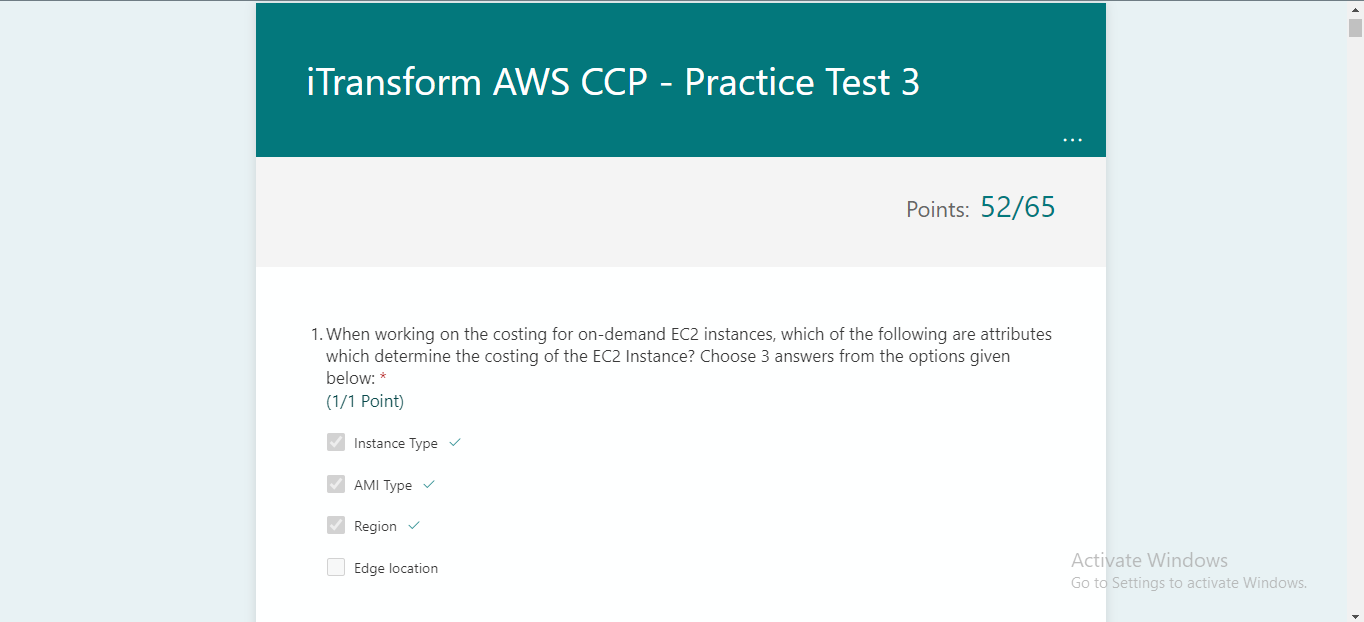 iTransform AWS CCP - Practice Test 3
...
Points: 52/65
1. When working on the costing for on-demand EC2 instances, which of the following are attributes
which determine the costing of the EC2 Instance? Choose 3 answers from the options given
below: *
(1/1 Point)
Instance Type
AMI Type
Region
Edge location
Activate Windows
Go to Settings to activate Windows.